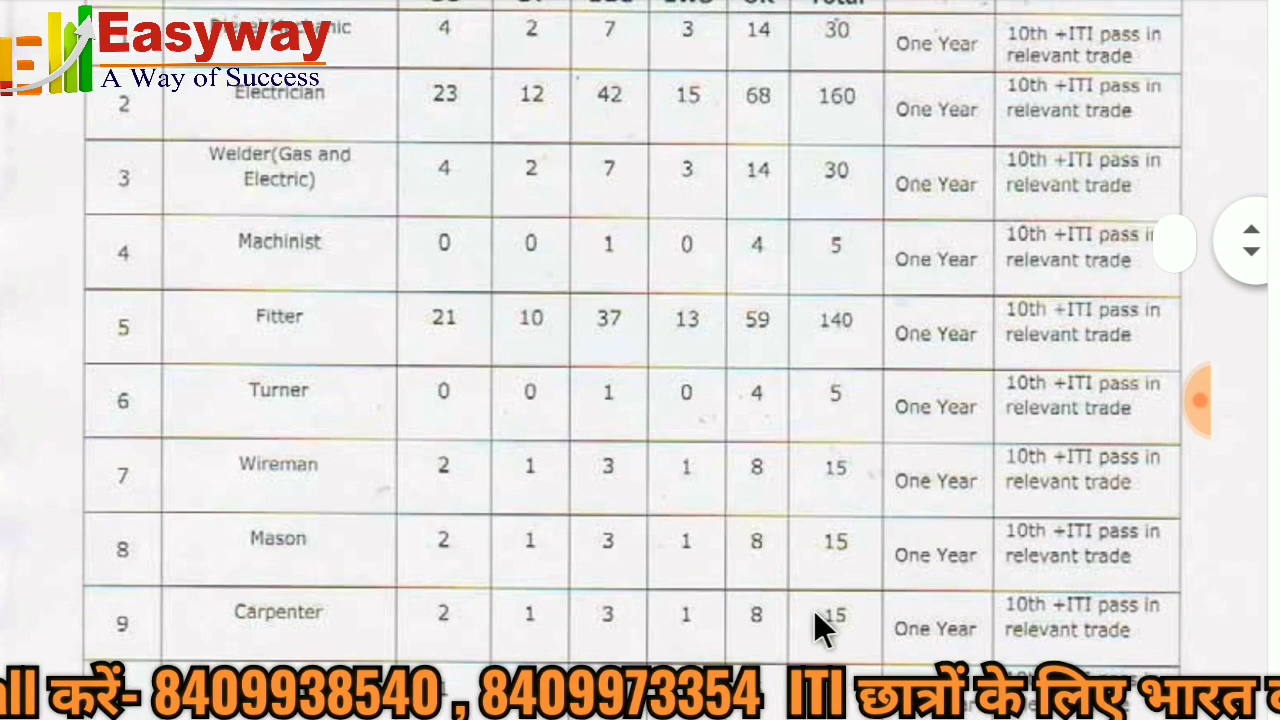 Easyway
A Way of Success
Total
Diesel Mechanic 4 2 7 3 14 30 One Year 10th +ITI pass in relevant trade
2 Electrician 23 12 42 15 68 160 One Year 10th +ITI pass in relevant trade
3 Welder(Gas and Electric) 4 2 7 3 14 30 One Year 10th +ITI pass in relevant trade
4 Machinist 0 0 1 0 4 5 One Year 10th +ITI pass in relevant trade
5 Fitter 21 10 37 13 59 140 One Year 10th +ITI pass in relevant trade
6 Turner 0 0 1 0 4 5 One Year 10th +ITI pass in relevant trade
7 Wireman 2 1 3 1 8 15 One Year 10th +ITI pass in relevant trade
8 Mason 2 1 3 1 8 15 One Year 10th +ITI pass in relevant trade
9 Carpenter 2 1 3 1 8 15 One Year 10th +ITI pass in relevant trade
all करें- 8409938540 , 8409973354 ITI छात्रों के लिए भारत